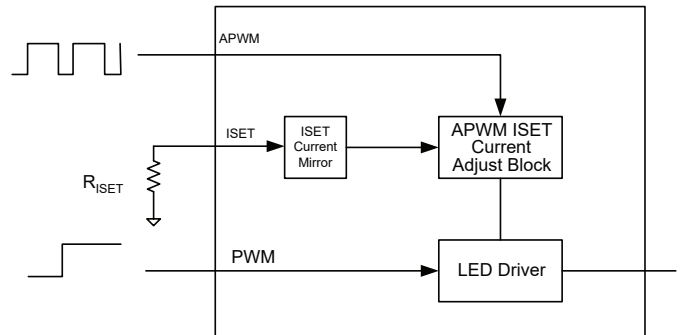 APWM
ISET
ISET
Current
Mirror
APWM ISET
Current
Adjust Block
RISET
PWM
LED Driver